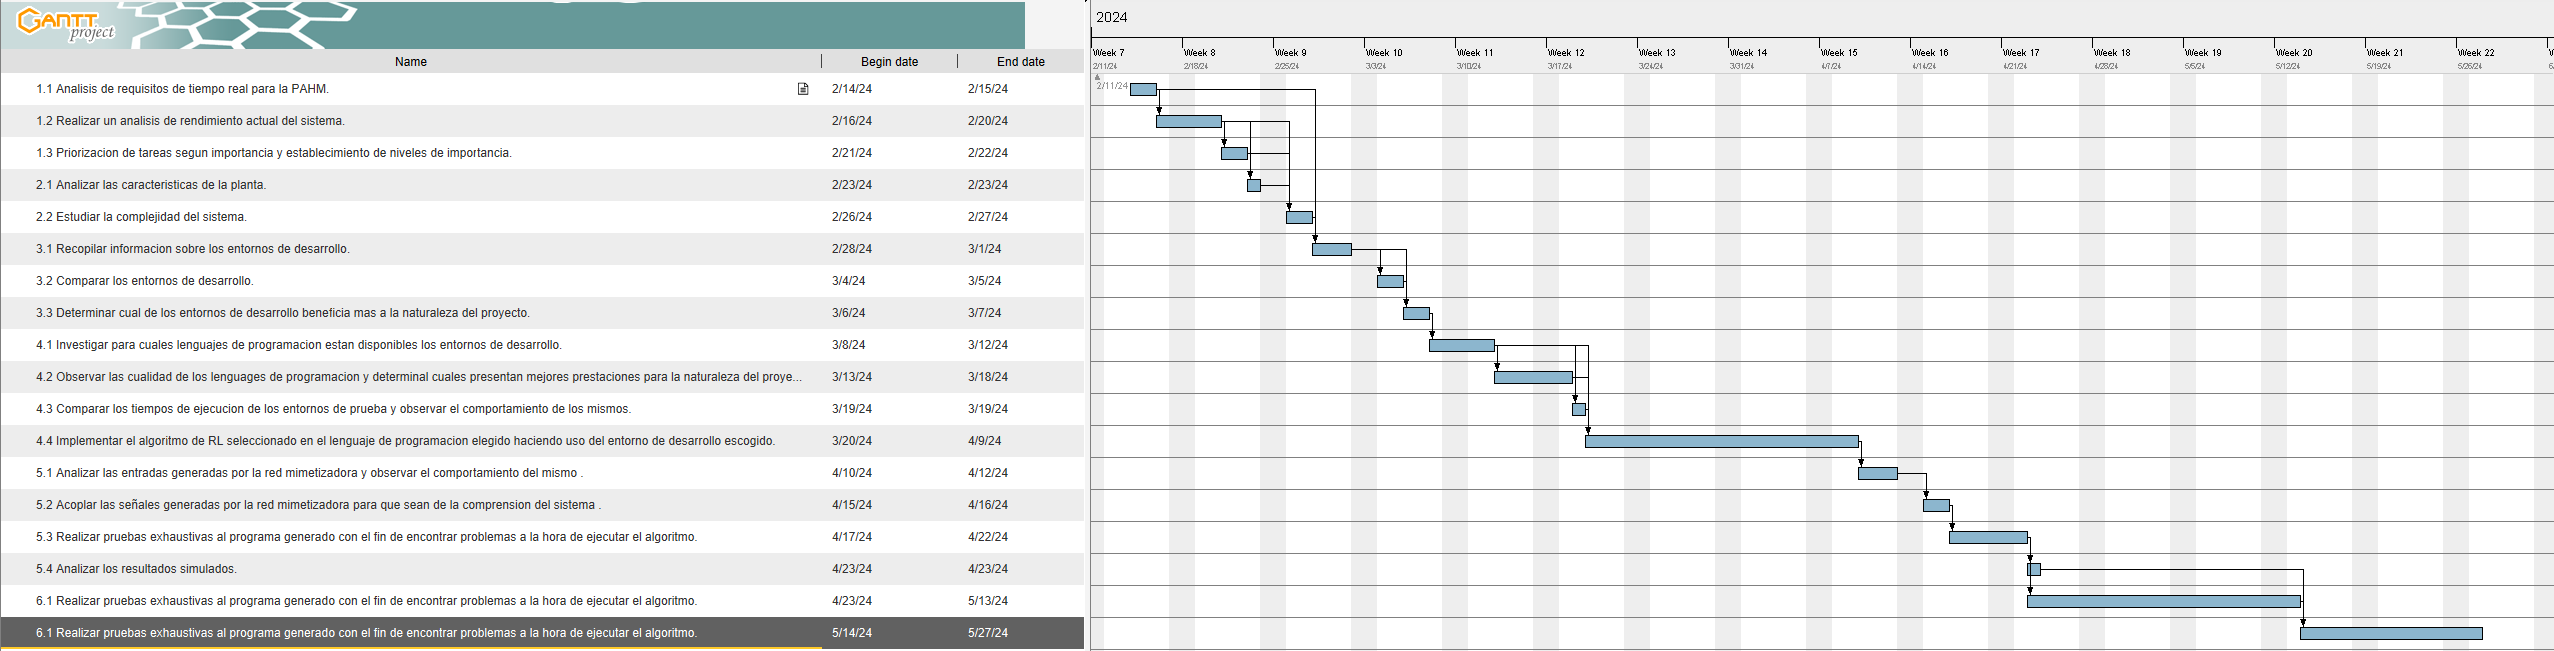 GANTT
project
2024
Name Begin date End date
Week 7 Week 8 Week 9 Week 10 Week 11 Week 12 Week 13 Week 14 Week 15 Week 16 Week 17 Week 18 Week 19 Week 20 Week 21 Week 22
2/11/24 2/18/24 2/25/24 3/3/24 3/10/24 3/17/24 3/24/24 3/31/24 4/7/24 4/14/24 4/21/24 4/28/24 5/5/24 5/12/24 5/19/24 5/26/24
2/11/24
1.1 Analisis de requisitos de tiempo real para la PAHM. 2/14/24 2/15/24
1.2 Realizar un analisis de rendimiento actual del sistema. 2/16/24 2/20/24
1.3 Priorizacion de tareas segun importancia y establecimiento de niveles de importancia. 2/21/24 2/22/24
2.1 Analizar las caracteristicas de la planta. 2/23/24 2/23/24
2.2 Estudiar la complejidad del sistema. 2/26/24 2/27/24
3.1 Recopilar informacion sobre los entornos de desarrollo. 2/28/24 3/1/24
3.2 Comparar los entornos de desarrollo. 3/4/24 3/5/24
3.3 Determinar cual de los entornos de desarrollo beneficia mas a la naturaleza del proyecto. 3/6/24 3/7/24
4.1 Investigar para cuales lenguajes de programacion estan disponibles los entornos de desarrollo. 3/8/24 3/12/24
4.2 Observar las cualidad de los lenguages de programacion y determinal cuales presentan mejores prestaciones para la naturaleza del proye... 3/13/24 3/18/24
4.3 Comparar los tiempos de ejecucion de los entornos de prueba y observar el comportamiento de los mismos. 3/19/24 3/19/24
4.4 Implementar el algoritmo de RL seleccionado en el lenguaje de programacion elegido haciendo uso del entorno de desarrollo escogido. 3/20/24 4/9/24
5.1 Analizar las entradas generadas por la red mimetizadora y observar el comportamiento del mismo . 4/10/24 4/12/24
5.2 Acoplar las señales generadas por la red mimetizadora para que sean de la comprension del sistema . 4/15/24 4/16/24
5.3 Realizar pruebas exhaustivas al programa generado con el fin de encontrar problemas a la hora de ejecutar el algoritmo. 4/17/24 4/22/24
5.4 Analizar los resultados simulados. 4/23/24 4/23/24
6.1 Realizar pruebas exhaustivas al programa generado con el fin de encontrar problemas a la hora de ejecutar el algoritmo. 4/23/24 5/13/24
6.1 Realizar pruebas exhaustivas al programa generado con el fin de encontrar problemas a la hora de ejecutar el algoritmo. 5/14/24 5/27/24